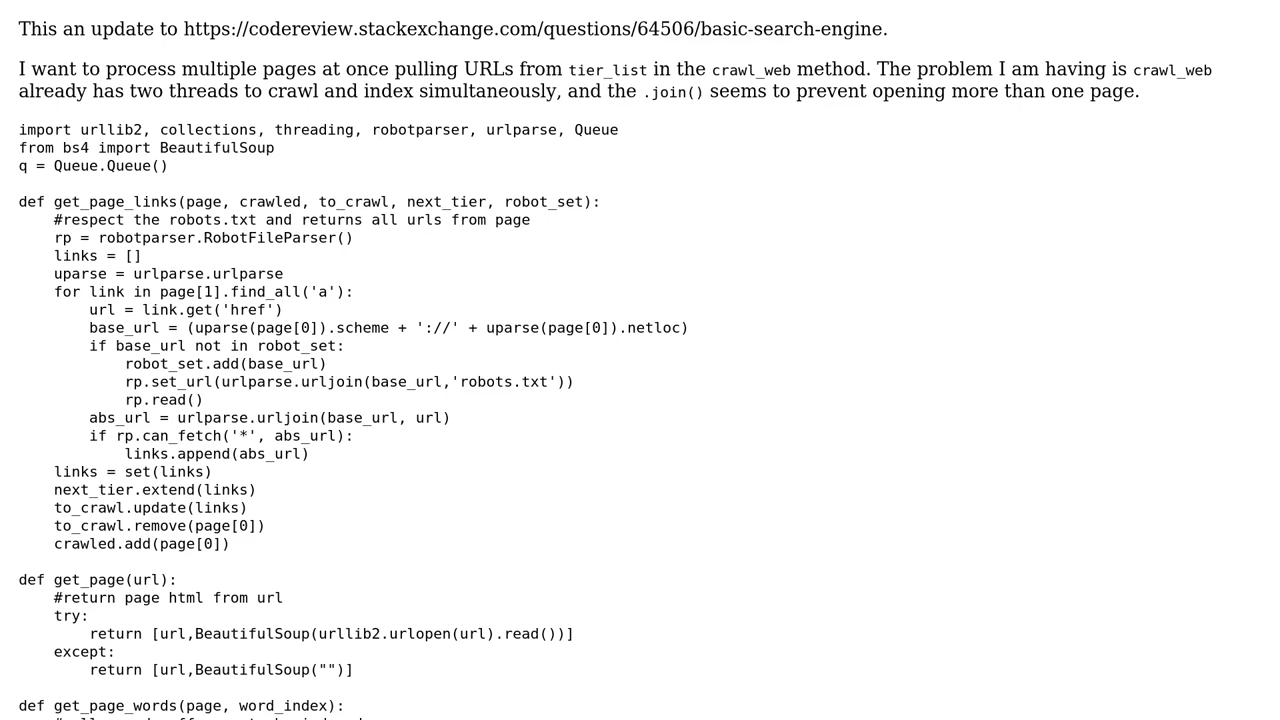 This an update to https://codereview.stackexchange.com/questions/64506/basic-search-engine.
I want to process multiple pages at once pulling URLs from tier_list in the crawl_web method. The problem I am having is crawl_web
already has two threads to crawl and index simultaneously, and the .join() seems to prevent opening more than one page.
import urllib2, collections, threading, robotparser, urlparse, Queue
from bs4 import BeautifulSoup
q = Queue.Queue()
def get_page_links(page, crawled, to_crawl, next_tier, robot_set):
    #respect the robots.txt and returns all urls from page
    rp = robotparser.RobotFileParser()
    links = []
    uparse = urlparse.urlparse
    for link in page[1].find_all('a'):
        url = link.get('href')
        base_url = (uparse(page[0]).scheme + '://' + uparse(page[0]).netloc)
        if base_url not in robot_set:
            robot_set.add(base_url)
            rp.set_url(urlparse.urljoin(base_url,'robots.txt'))
            rp.read()
        abs_url = urlparse.urljoin(base_url, url)
        if rp.can_fetch('*', abs_url):
            links.append(abs_url)
    links = set(links)
    next_tier.extend(links)
    to_crawl.update(links)
    to_crawl.remove(page[0])
    crawled.add(page[0])
def get_page(url):
    #return page html from url
    try:
        return [url,BeautifulSoup(urllib2.urlopen(url).read())]
    except:
        return [url,BeautifulSoup("")]
def get_page_words(page, word_index):